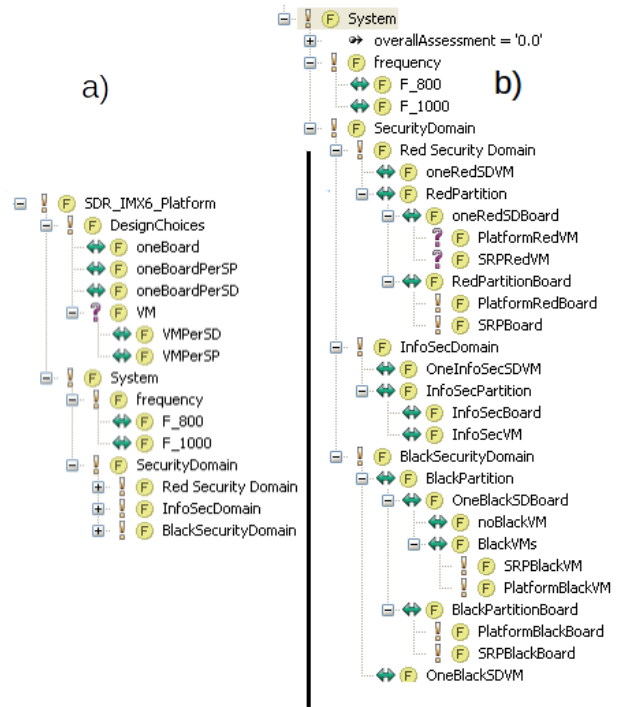 a)
SDR_IMX6_Platform
DesignChoices
oneBoard
oneBoardPerSP
oneBoardPerSD
VM
VMPerSD
VMPerSP
System
frequency
F_800
F_1000
SecurityDomain
Red Security Domain
InfoSecDomain
BlackSecurityDomain
b)
System
overallAssessment = '0.0'
frequency
F_800
F_1000
SecurityDomain
Red Security Domain
oneRedSDVM
RedPartition
oneRedSDBoard
PlatformRedVM
SRPRedVM
RedPartitionBoard
PlatformRedBoard
SRPBoard
InfoSecDomain
OneInfoSecSDVM
InfoSecPartition
InfoSecBoard
InfoSecVM
BlackSecurityDomain
BlackPartition
OneBlackSDBoard
noBlackVM
BlackVMs
SRPBlackVM
PlatformBlackVM
BlackPartitionBoard
PlatformBlackBoard
SRPBlackBoard
OneBlackSDVM